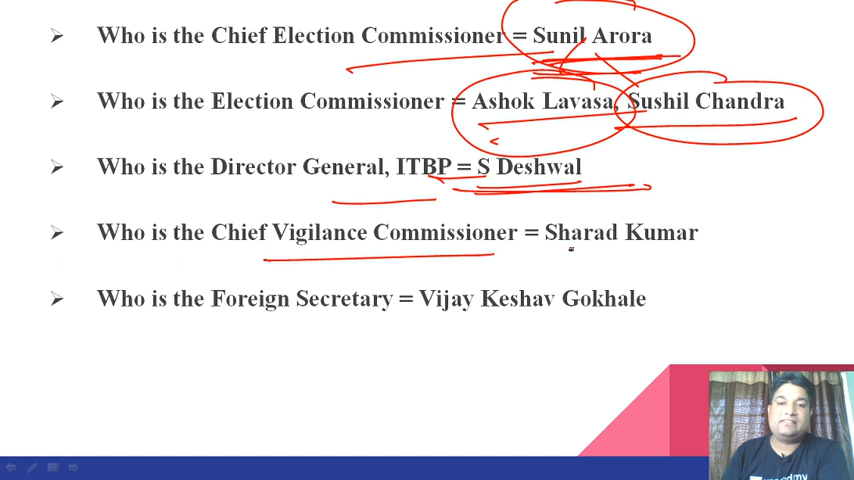 Who is the Chief Election Commissioner = Sunil Arora
Who is the Election Commissioner = Ashok Lavasa, Sushil Chandra
Who is the Director General, ITBP = S Deshwal
Who is the Chief Vigilance Commissioner = Sharad Kumar
Who is the Foreign Secretary = Vijay Keshav Gokhale